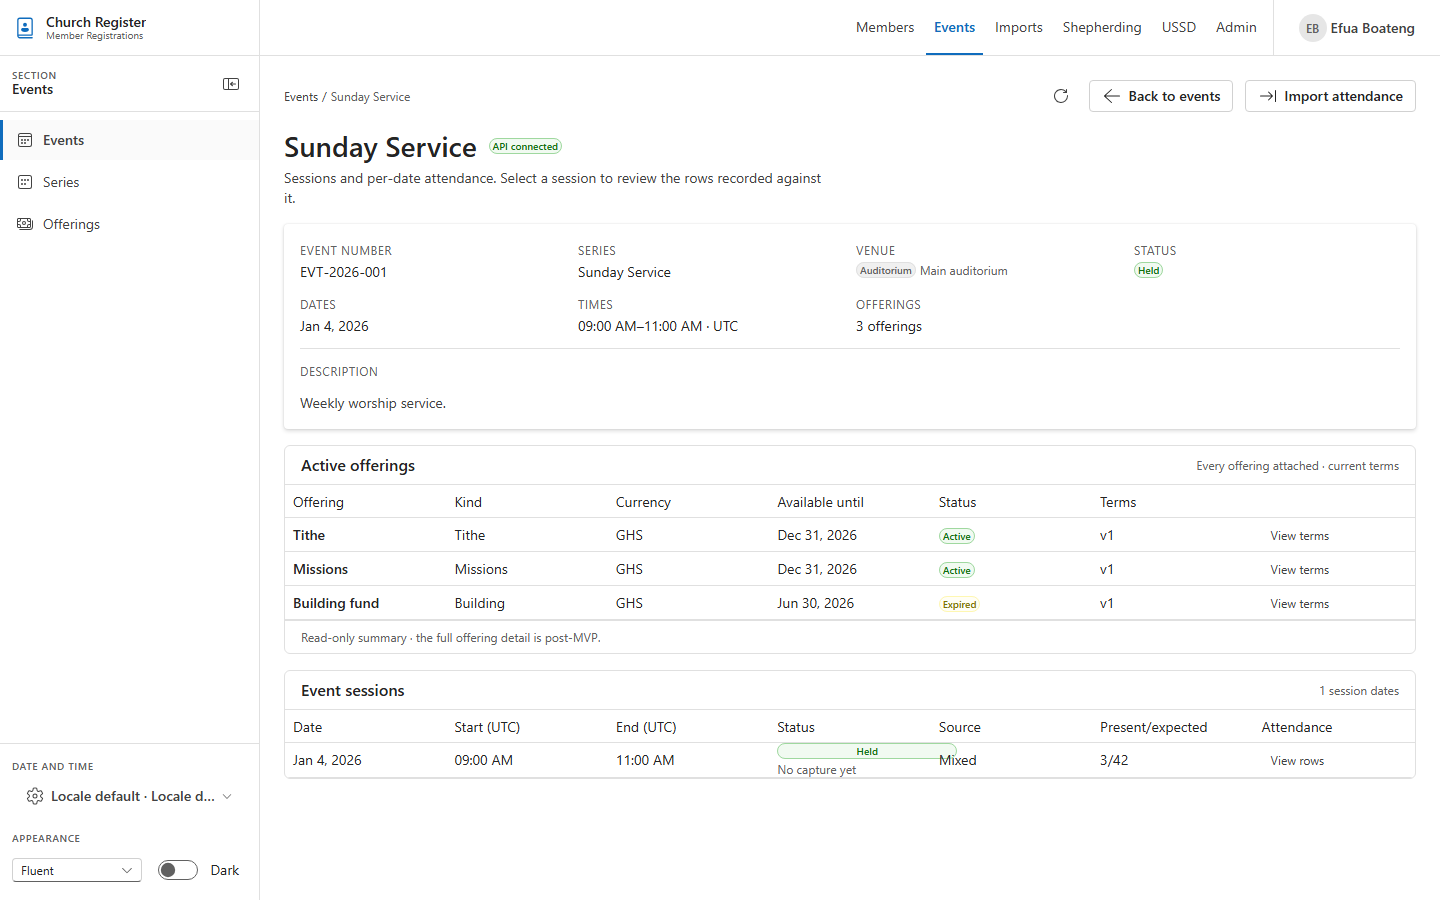 Church Register
Member Registrations
Members Events Imports Shepherding USSD Admin
EB Efua Boateng
SECTION
Events
Events
Series
Offerings
DATE AND TIME
Locale default · Locale d...
APPEARANCE
Fluent
Dark
Events / Sunday Service
Back to events
Import attendance
Sunday Service API connected
Sessions and per-date attendance. Select a session to review the rows recorded against
it.
EVENT NUMBER SERIES VENUE STATUS
EVT-2026-001 Sunday Service Auditorium Main auditorium Held
DATES TIMES OFFERINGS
Jan 4, 2026 09:00 AM–11:00 AM · UTC 3 offerings
DESCRIPTION
Weekly worship service.
Active offerings Every offering attached · current terms
Offering Kind Currency Available until Status Terms
Tithe Tithe GHS Dec 31, 2026 Active v1 View terms
Missions Missions GHS Dec 31, 2026 Active v1 View terms
Building fund Building GHS Jun 30, 2026 Expired v1 View terms
Read-only summary · the full offering detail is post-MVP.
Event sessions 1 session dates
Date Start (UTC) End (UTC) Status Source Present/expected Attendance
Jan 4, 2026 09:00 AM 11:00 AM Held Mixed 3/42 View rows
No capture yet